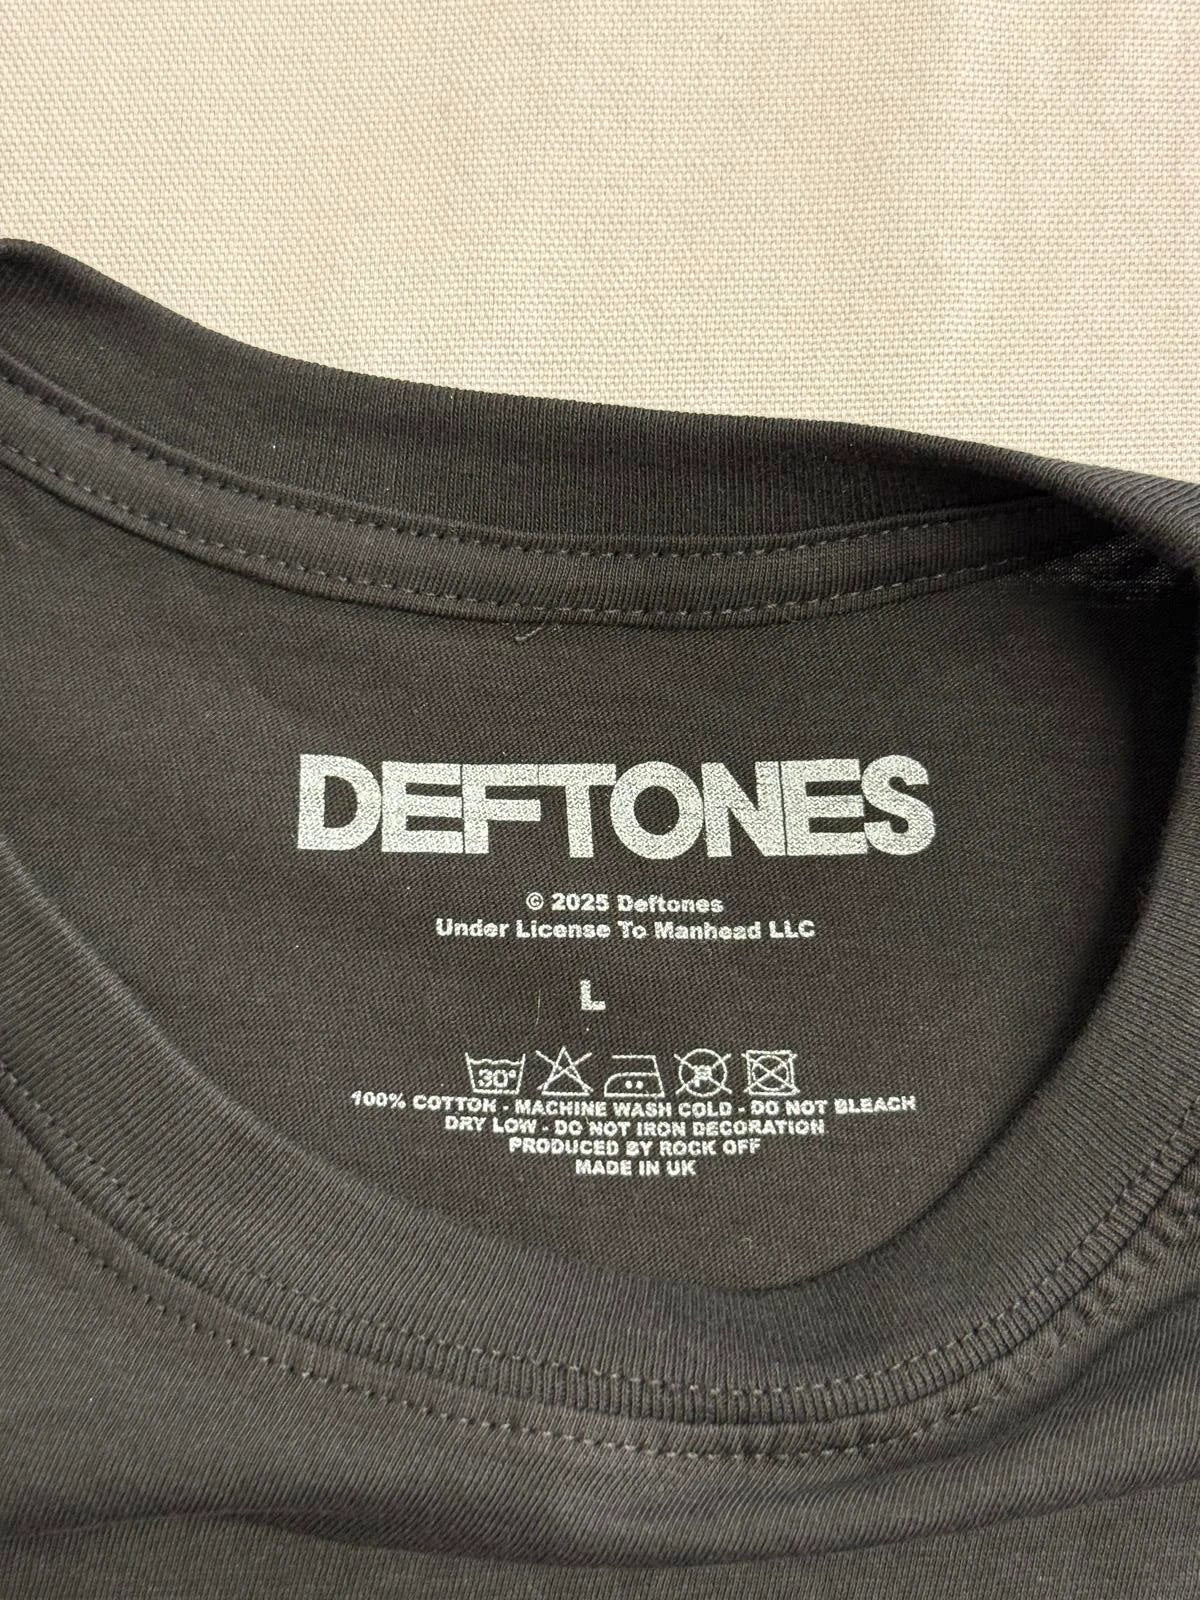 DEFTONES
© 2025 Deftones
Under License To Manhead LLC
L
30° P
100% COTTON - MACHINE WASH COLD - DO NOT BLEACH
DRY LOW - DO NOT IRON DECORATION
PRODUCED BY ROCK OFF
MADE IN UK